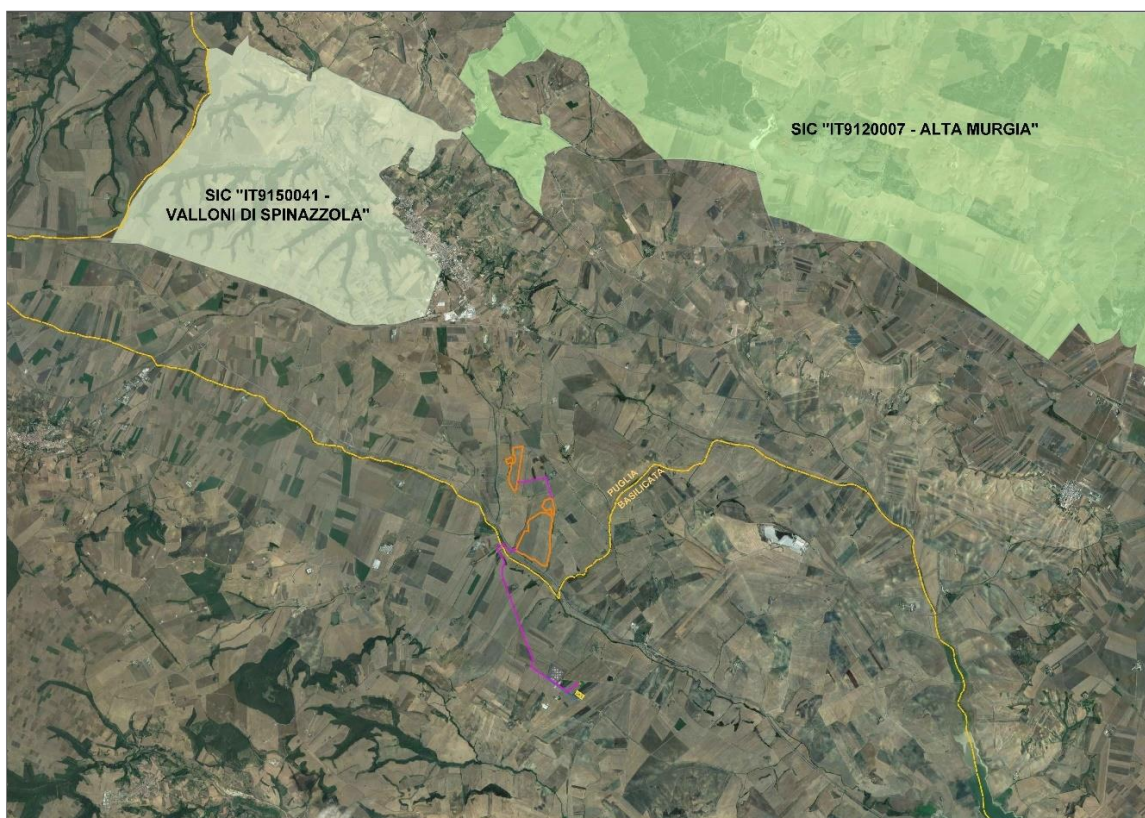 SIC "IT9120007 - ALTA MURGIA"
SIC "IT9150041 -
VALLONI DI SPINAZZOLA"
PUGLIA
BASILICATA